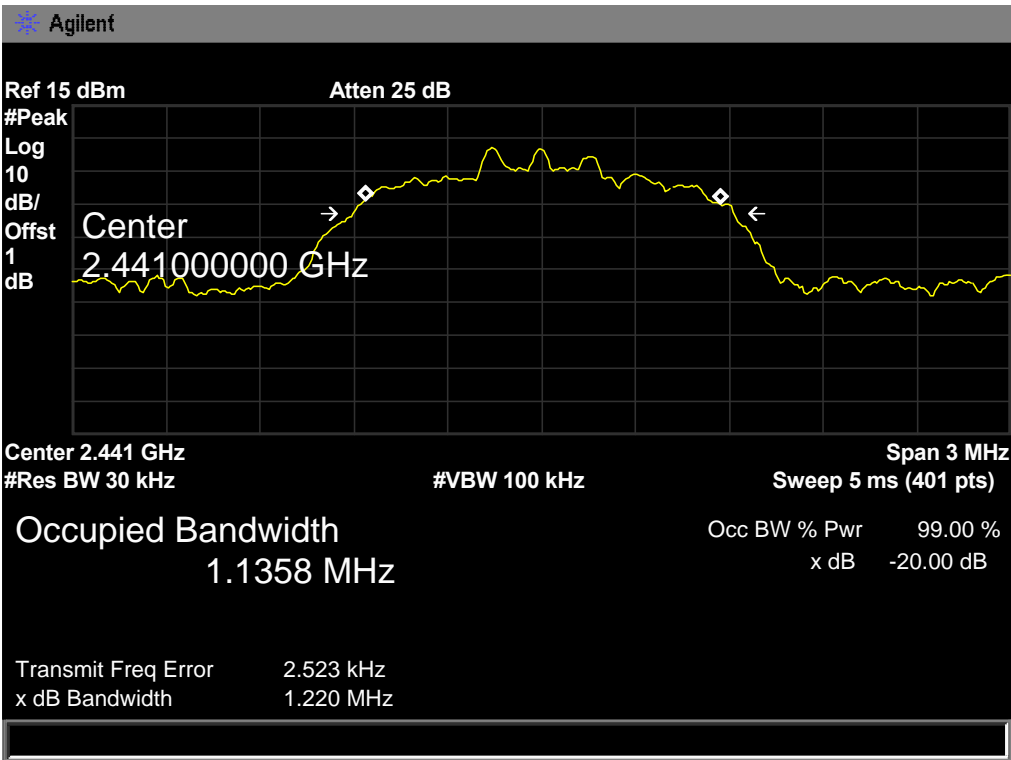 Agilent
Ref 15 dBm Atten 25 dB
#Peak
Log
10
dB/
Offst
1
dB
Center
2.441000000 GHz
Center 2.441 GHz Span 3 MHz
#Res BW 30 kHz #VBW 100 kHz Sweep 5 ms (401 pts)
Occupied Bandwidth Occ BW % Pwr 99.00 %
1.1358 MHz x dB -20.00 dB
Transmit Freq Error 2.523 kHz
x dB Bandwidth 1.220 MHz